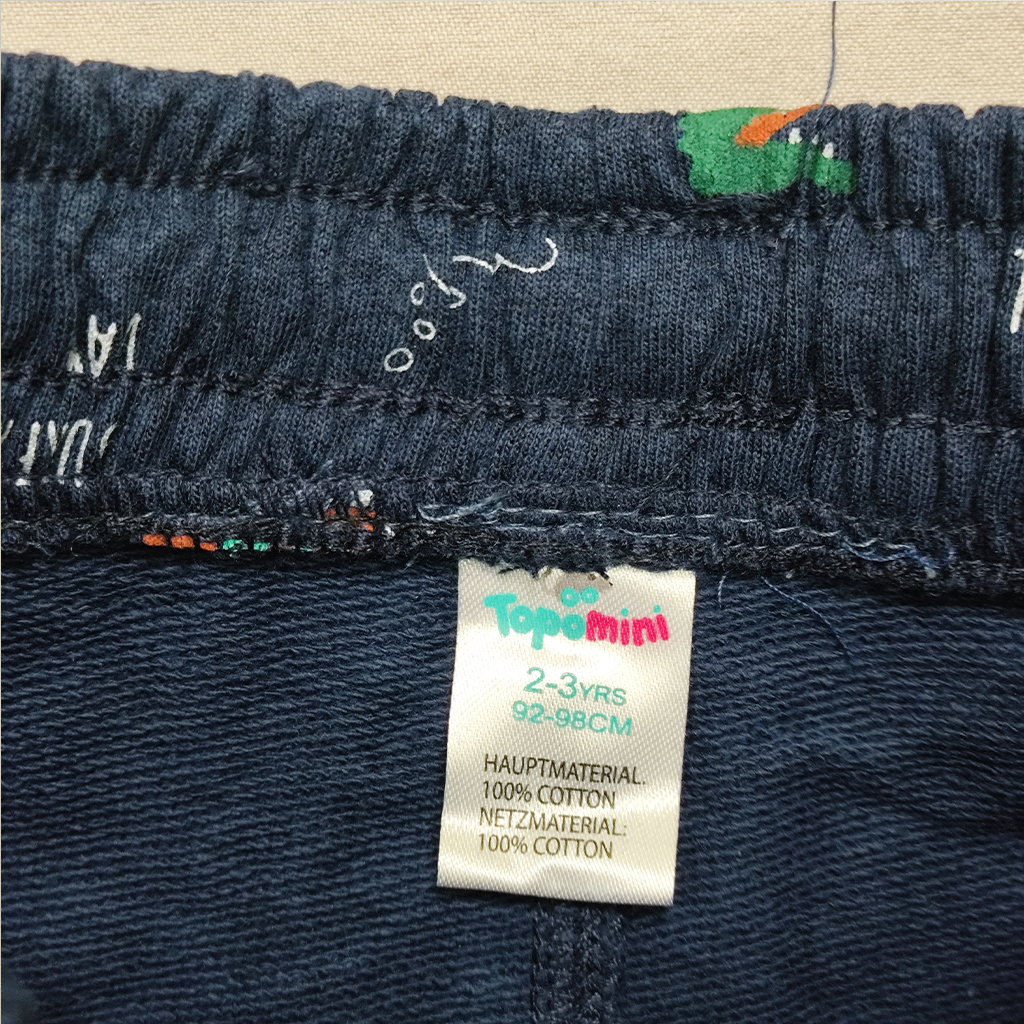 Topomini
2-3YRS
92-98CM
HAUPTMATERIAL.
100% COTTON
NETZMATERIAL:
100% COTTON